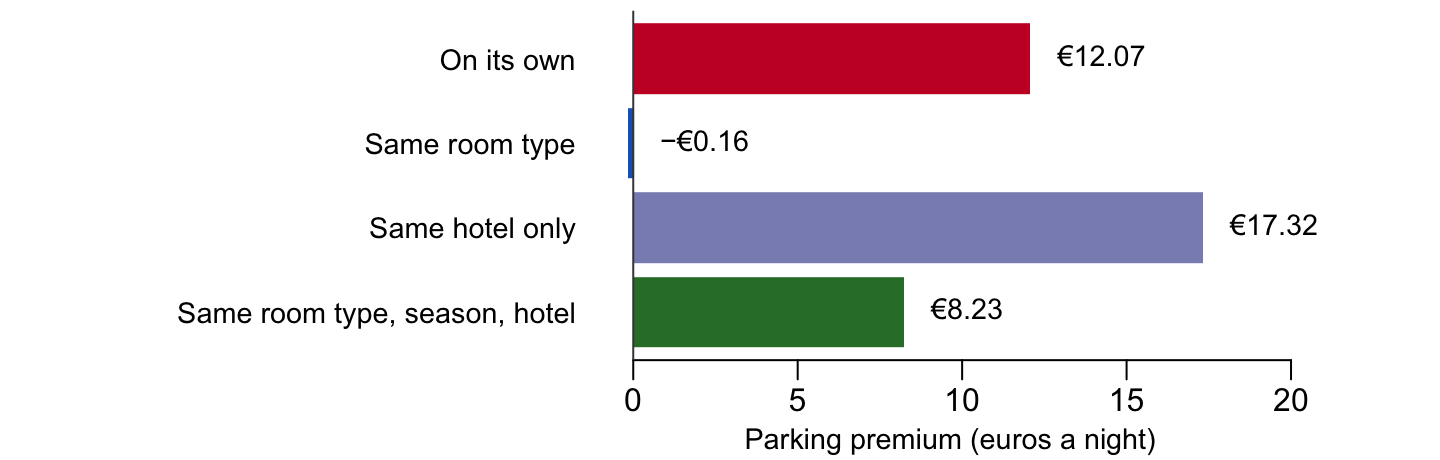 On its own €12.07
Same room type −€0.16
Same hotel only €17.32
Same room type, season, hotel €8.23
0 5 10 15 20
Parking premium (euros a night)